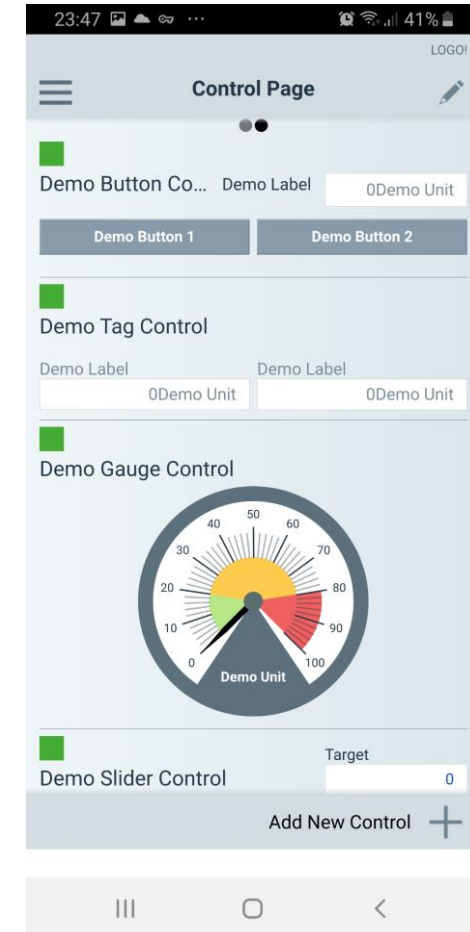 23:47 ... 41%
LOGO!
Control Page
Demo Button Co... Demo Label 0Demo Unit
Demo Button 1 Demo Button 2
Demo Tag Control
Demo Label Demo Label
0Demo Unit 0Demo Unit
Demo Gauge Control
0 10 20 30 40 50 60 70 80 90 100
Demo Unit
Target
Demo Slider Control 0
Add New Control